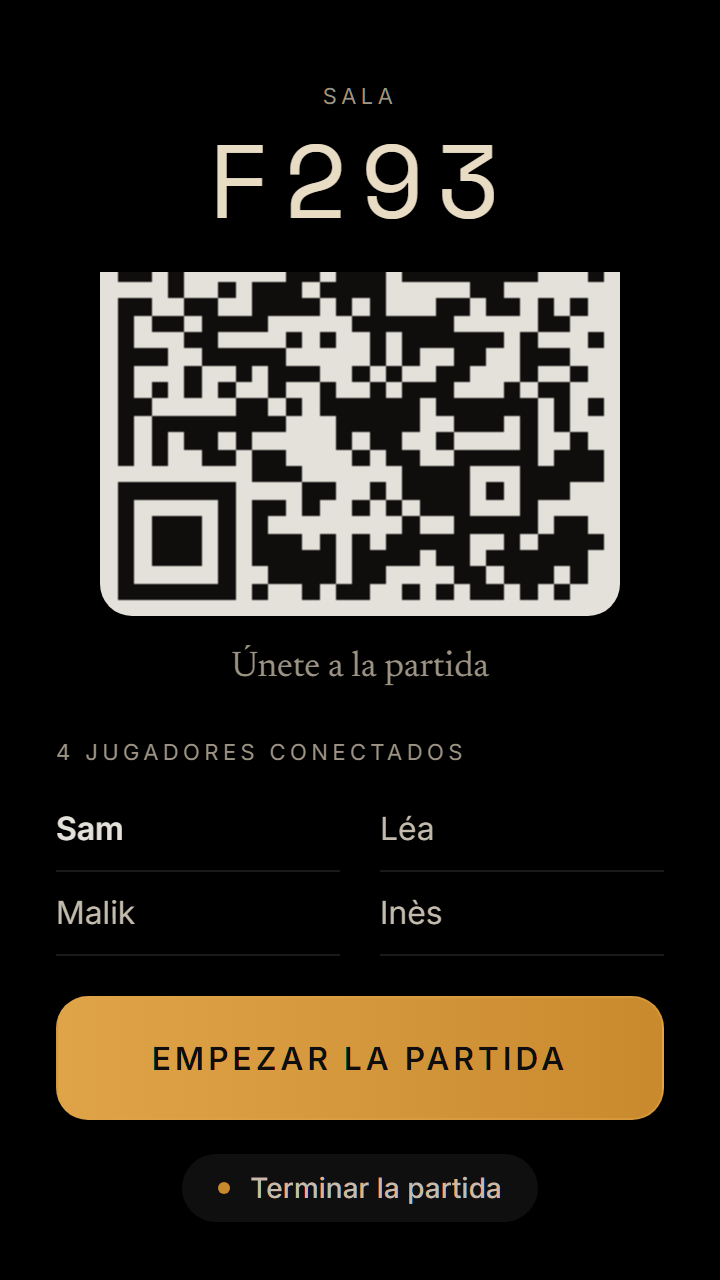 SALA
F293
Únete a la partida
4 JUGADORES CONECTADOS
Sam
Léa
Malik
Inès
EMPEZAR LA PARTIDA
Terminar la partida